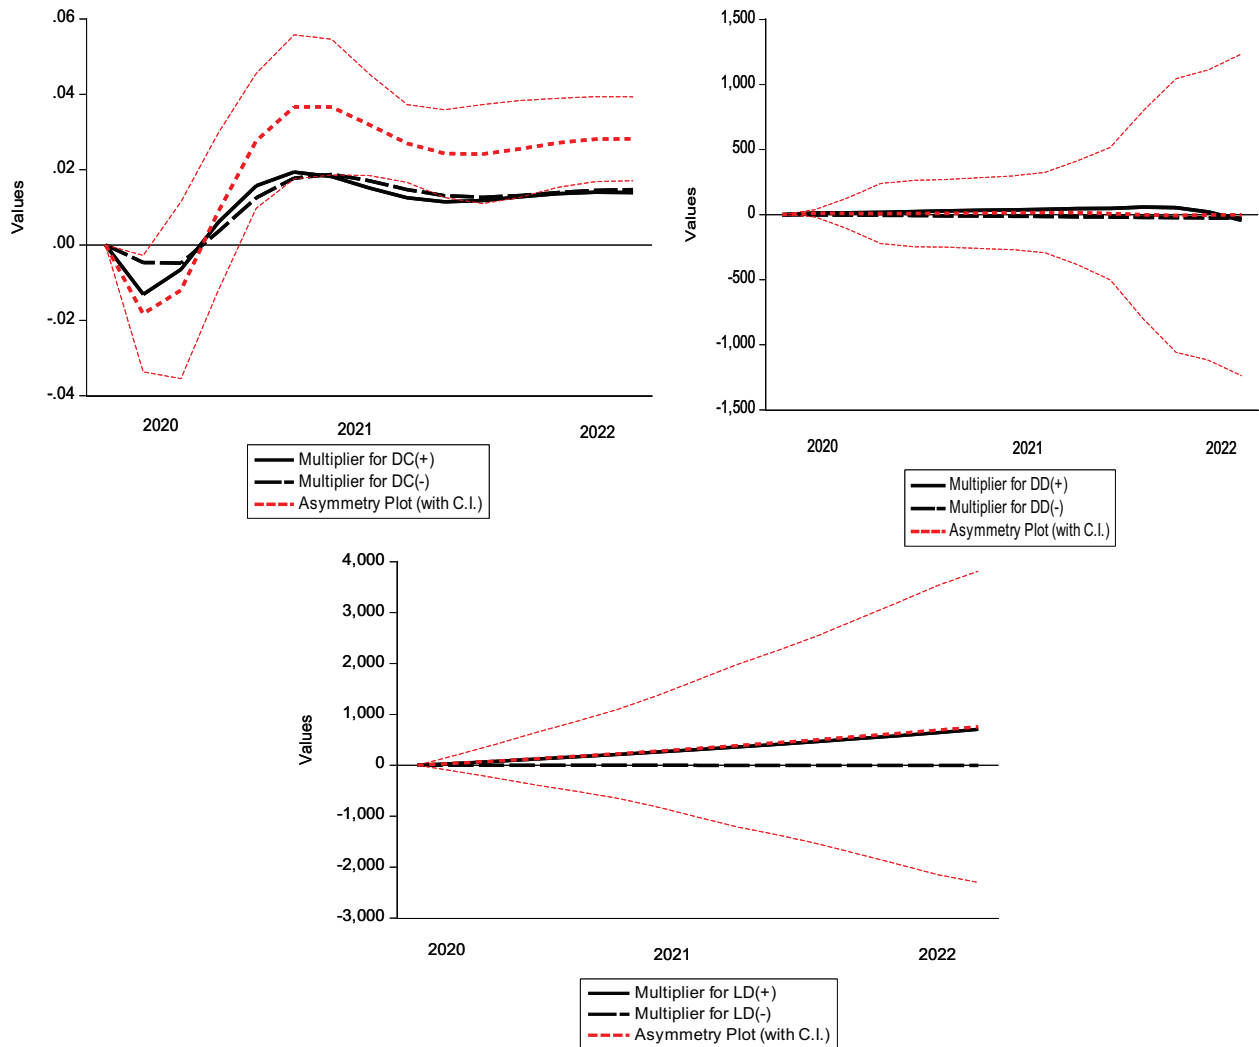 .06
.04
.02
.00
-.02
-.04
Values
2020
2021
2022
Multiplier for DC(+)
Multiplier for DC(-)
Asymmetry Plot (with C.I.)
1,500
1,000
500
0
-500
-1,000
-1,500
Values
2020
2021
2022
Multiplier for DD(+)
Multiplier for DD(-)
Asymmetry Plot (with C.I.)
4,000
3,000
2,000
1,000
0
-1,000
-2,000
-3,000
Values
2020
2021
2022
Multiplier for LD(+)
Multiplier for LD(-)
Asymmetry Plot (with C.I.)